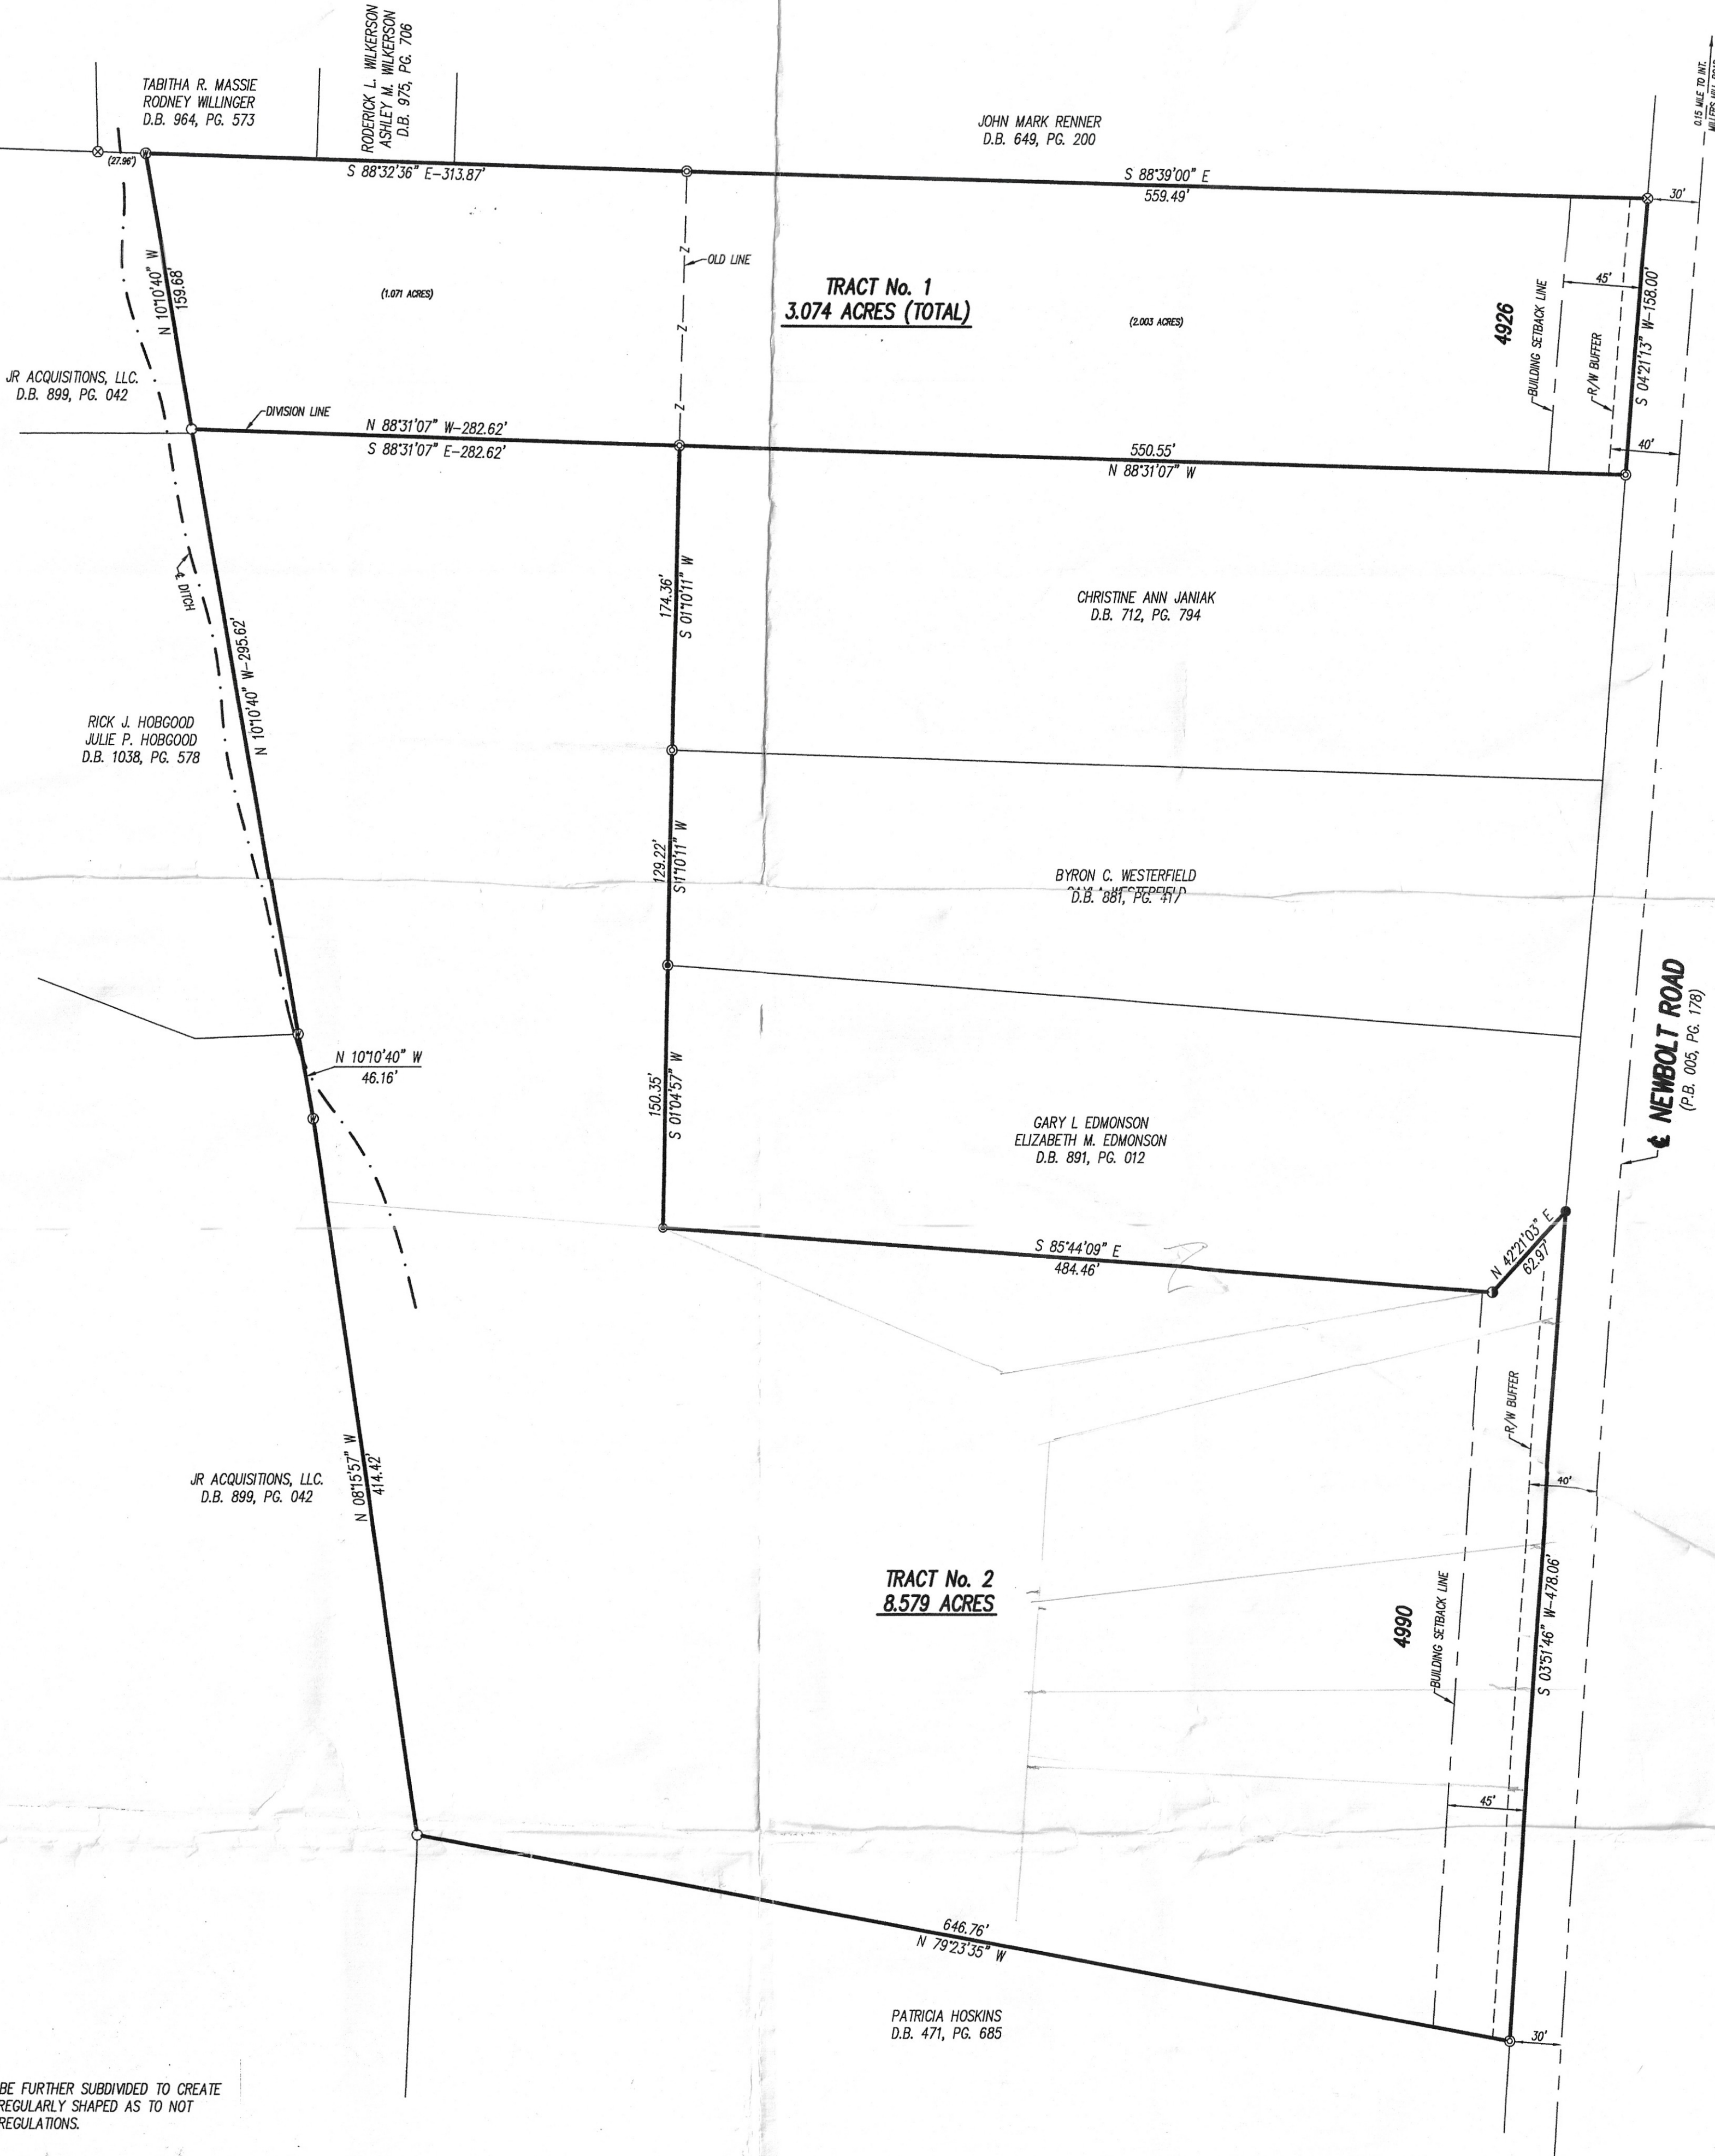 TABITHA R. MASSIE
RODNEY WILLINGER
D.B. 964, PG. 573
RODERICK L. WILKERSON
ASHLEY M. WILKERSON
D.B. 975, PG. 706
JOHN MARK RENNER
D.B. 649, PG. 200
0.15 MILE TO INT.
(27.96')
S 88°32'36" E-313.87'
S 88°39'00" E
559.49'
30'
N 10°10'40" W
159.68'
(1.071 ACRES)
Z
OLD LINE
Z
Z
TRACT No. 1
3.074 ACRES (TOTAL)
(2.003 ACRES)
4926
BUILDING SETBACK LINE
45'
R/W BUFFER
S 04°21'13" W-158.00'
JR ACQUISITIONS, LLC.
D.B. 899, PG. 042
DIVISION LINE
N 88°31'07" W-282.62'
S 88°31'07" E-282.62'
550.55'
N 88°31'07" W
40'
℄ DITCH
174.36'
S 01°10'11" W
CHRISTINE ANN JANIAK
D.B. 712, PG. 794
N 10°10'40" W-295.62'
RICK J. HOBGOOD
JULIE P. HOBGOOD
D.B. 1038, PG. 578
129.22'
S 1°10'11" W
BYRON C. WESTERFIELD
WESTERFIELD
D.B. 881, PG. 417
℄ NEWBOLT ROAD
(P.B. 005, PG. 178)
N 10°10'40" W
46.16'
150.35'
S 01°04'57" W
GARY L EDMONSON
ELIZABETH M. EDMONSON
D.B. 891, PG. 012
S 85°44'09" E
484.46'
Z
N 42°21'03" E
62.97'
R/W BUFFER
40'
N 08°15'57" W
414.42'
JR ACQUISITIONS, LLC.
D.B. 899, PG. 042
TRACT No. 2
8.579 ACRES
4990
BUILDING SETBACK LINE
S 03°51'46" W-478.06'
45'
646.76'
N 79°23'35" W
PATRICIA HOSKINS
D.B. 471, PG. 685
30'
BE FURTHER SUBDIVIDED TO CREATE
REGULARLY SHAPED AS TO NOT
REGULATIONS.